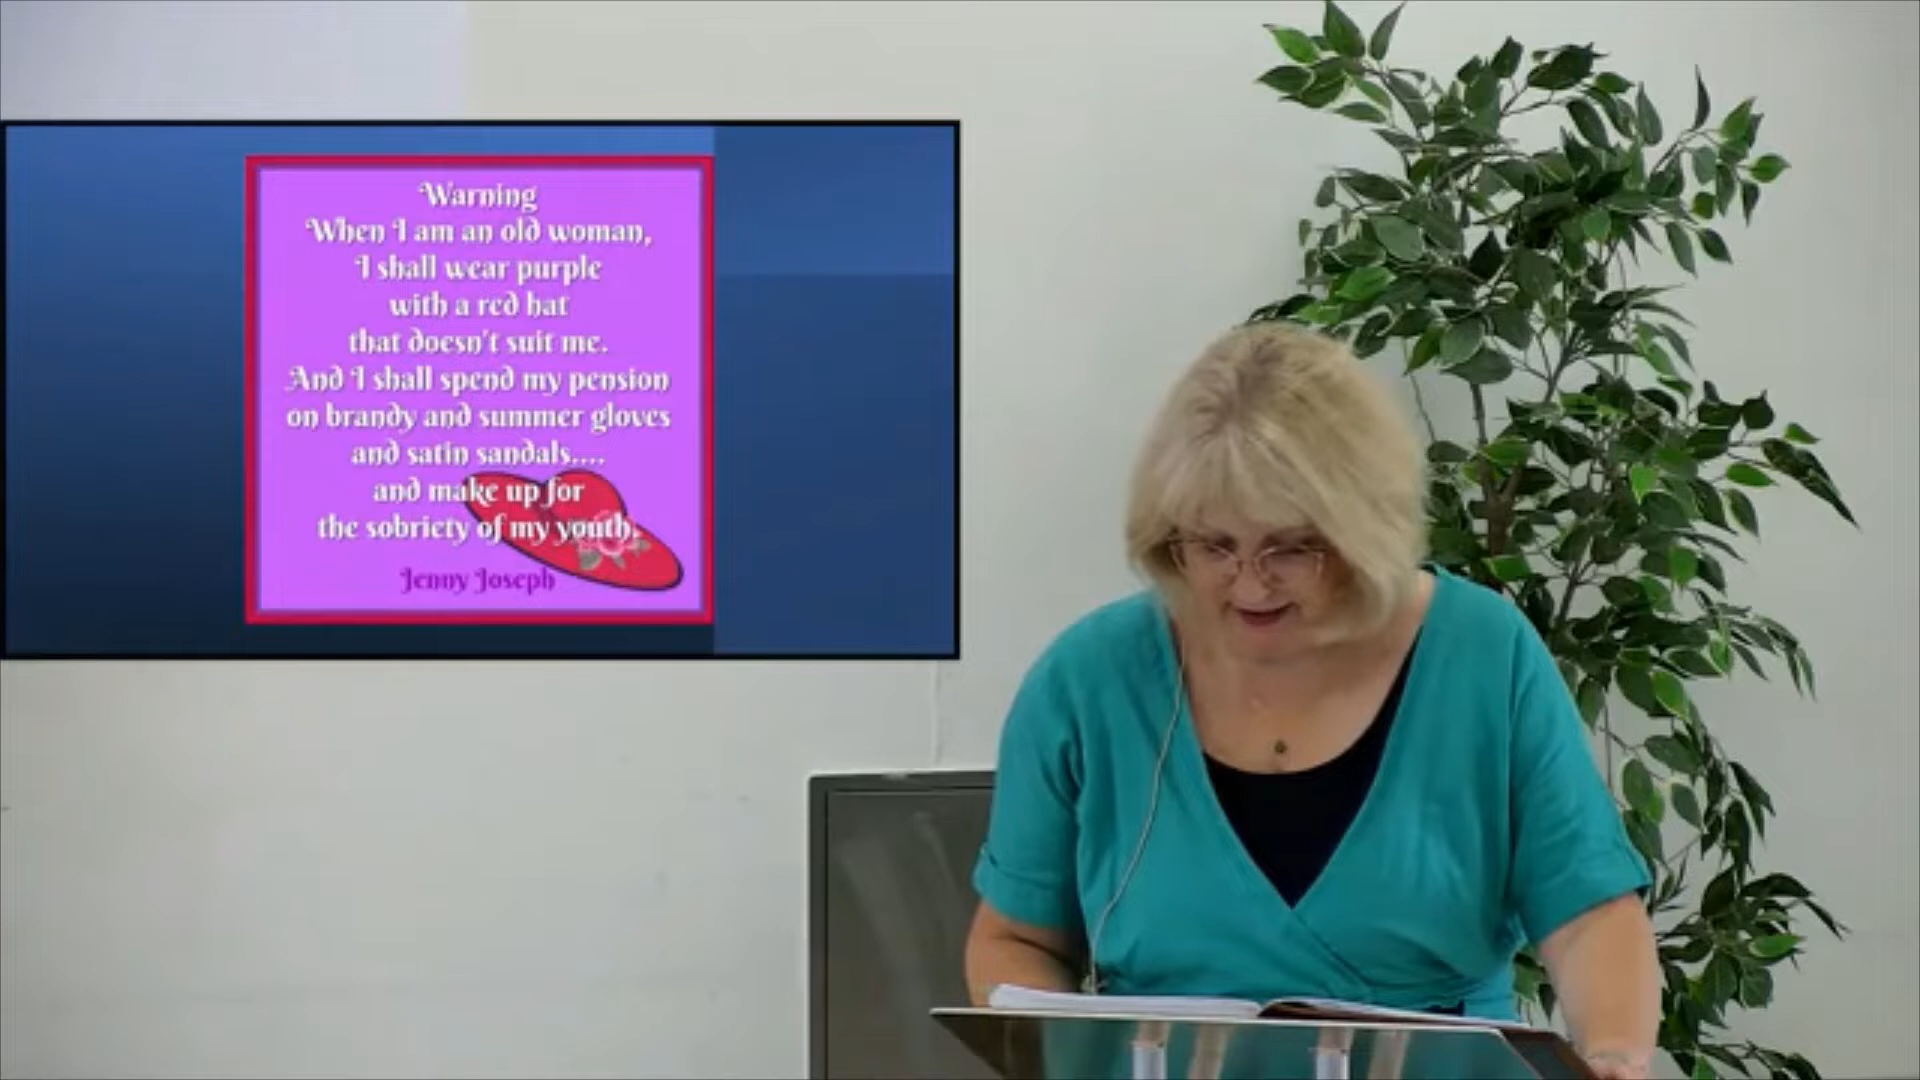 Warning
When I am an old woman,
I shall wear purple
with a red hat
that doesn't suit me.
And I shall spend my pension
on brandy and summer gloves
and satin sandals....
and make up for
the sobriety of my youth.
Jenny Joseph